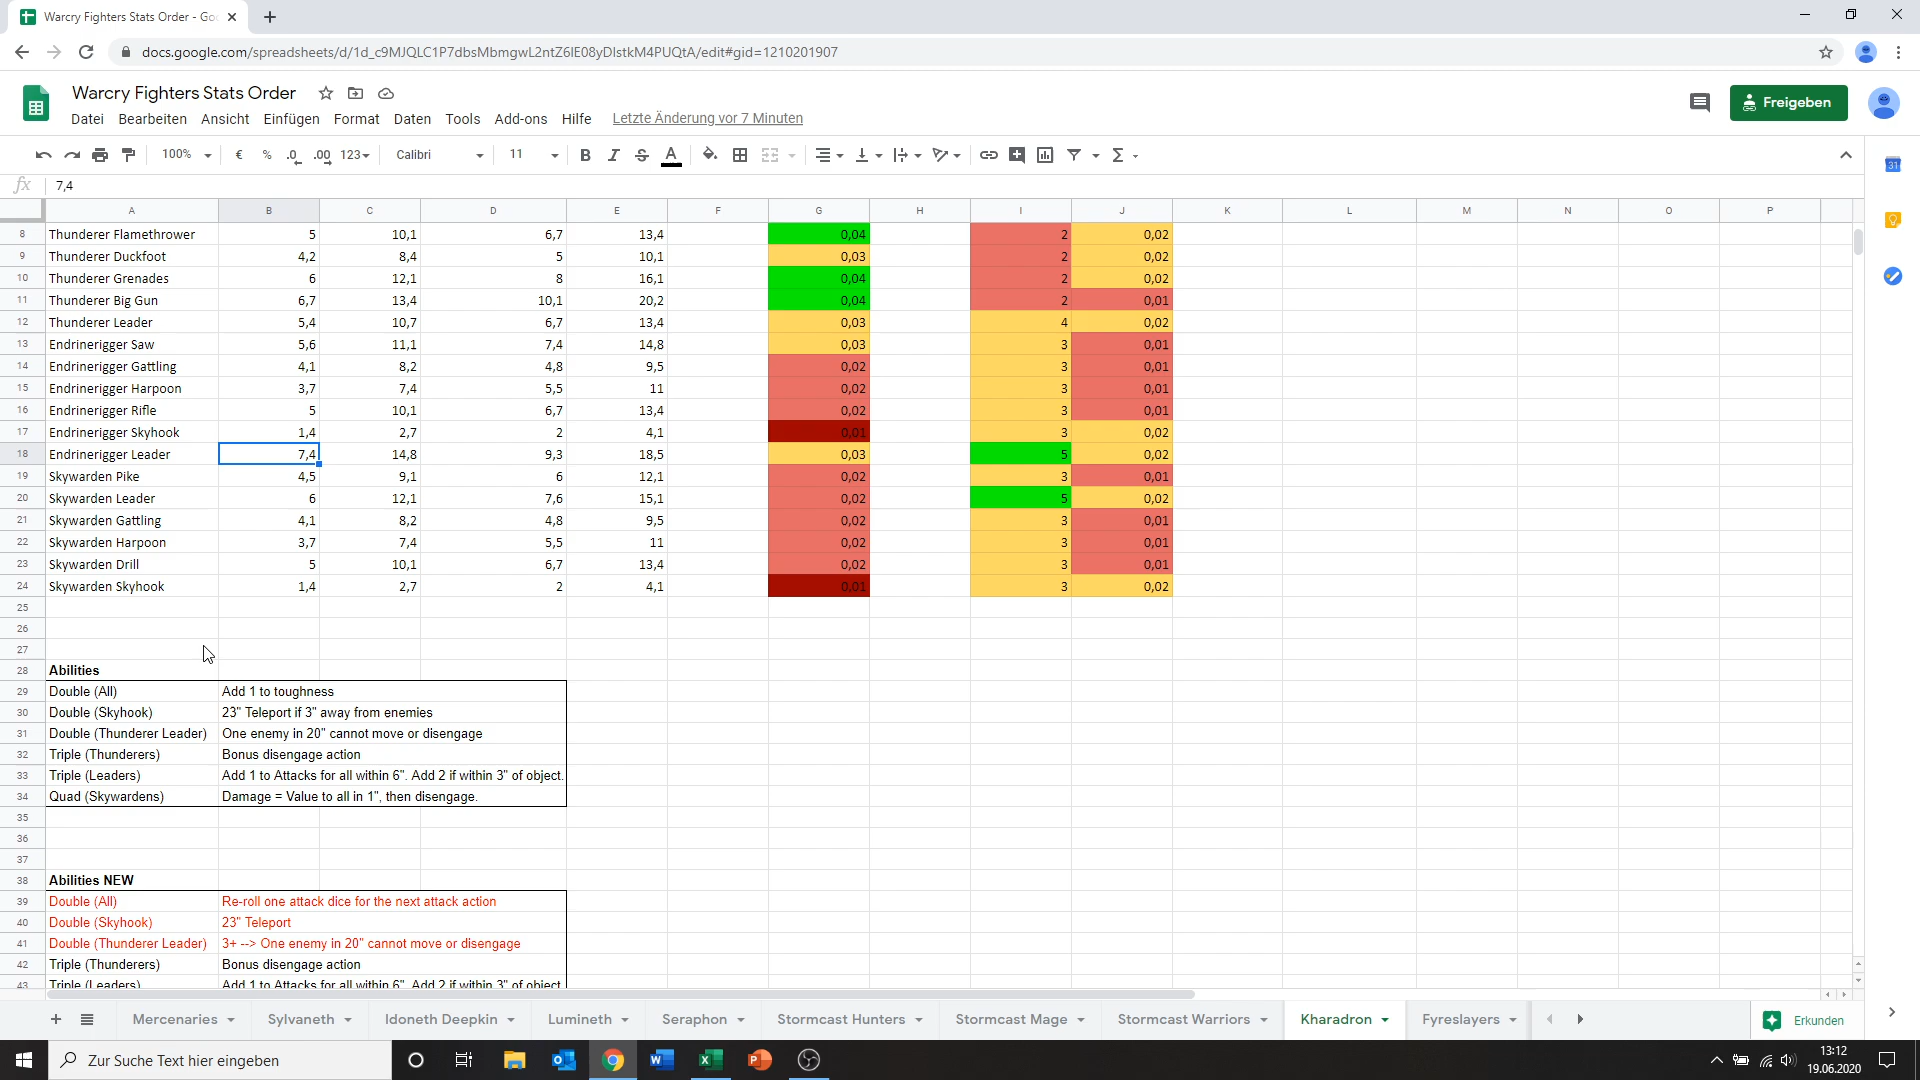 Warcry Fighters Stats Order - Goo
docs.google.com/spreadsheets/d/1d_c9MJQLC1P7dbsMbmgwL2ntZ6IE08yDIstkM4PUQtA/edit#gid=1210201907
Warcry Fighters Stats Order
Datei Bearbeiten Ansicht Einfügen Format Daten Tools Add-ons Hilfe Letzte Änderung vor 7 Minuten
Freigeben
100% € % .0 .00 123 Calibri 11 B I S A Σ
31
fx 7,4
A B C D E F G H I J K L M N O P
8 Thunderer Flamethrower 5 10,1 6,7 13,4 0,04 2 0,02
9 Thunderer Duckfoot 4,2 8,4 5 10,1 0,03 2 0,02
10 Thunderer Grenades 6 12,1 8 16,1 0,04 2 0,02
11 Thunderer Big Gun 6,7 13,4 10,1 20,2 0,04 2 0,01
12 Thunderer Leader 5,4 10,7 6,7 13,4 0,03 4 0,02
13 Endrinerigger Saw 5,6 11,1 7,4 14,8 0,03 3 0,01
14 Endrinerigger Gattling 4,1 8,2 4,8 9,5 0,02 3 0,01
15 Endrinerigger Harpoon 3,7 7,4 5,5 11 0,02 3 0,01
16 Endrinerigger Rifle 5 10,1 6,7 13,4 0,02 3 0,01
17 Endrinerigger Skyhook 1,4 2,7 2 4,1 0,01 3 0,02
18 Endrinerigger Leader 7,4 14,8 9,3 18,5 0,03 5 0,02
19 Skywarden Pike 4,5 9,1 6 12,1 0,02 3 0,01
20 Skywarden Leader 6 12,1 7,6 15,1 0,02 5 0,02
21 Skywarden Gattling 4,1 8,2 4,8 9,5 0,02 3 0,01
22 Skywarden Harpoon 3,7 7,4 5,5 11 0,02 3 0,01
23 Skywarden Drill 5 10,1 6,7 13,4 0,02 3 0,01
24 Skywarden Skyhook 1,4 2,7 2 4,1 0,01 3 0,02
25
26
27
28 Abilities
29 Double (All) Add 1 to toughness
30 Double (Skyhook) 23" Teleport if 3" away from enemies
31 Double (Thunderer Leader) One enemy in 20" cannot move or disengage
32 Triple (Thunderers) Bonus disengage action
33 Triple (Leaders) Add 1 to Attacks for all within 6". Add 2 if within 3" of object.
34 Quad (Skywardens) Damage = Value to all in 1", then disengage.
35
36
37
38 Abilities NEW
39 Double (All) Re-roll one attack dice for the next attack action
40 Double (Skyhook) 23" Teleport
41 Double (Thunderer Leader) 3+ --> One enemy in 20" cannot move or disengage
42 Triple (Thunderers) Bonus disengage action
43 Triple (Leaders) Add 1 to Attacks for all within 6". Add 2 if within 3" of object
Mercenaries Sylvaneth Idoneth Deepkin Lumineth Seraphon Stormcast Hunters Stormcast Mage Stormcast Warriors Kharadron Fyreslayers Erkunden
Zur Suche Text hier eingeben
13:12
19.06.2020